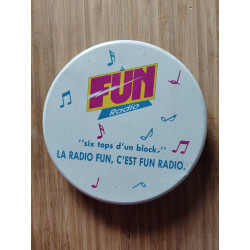 FUN
Radio
"six tops d'un block,"
LA RADIO FUN, C'EST FUN RADIO.